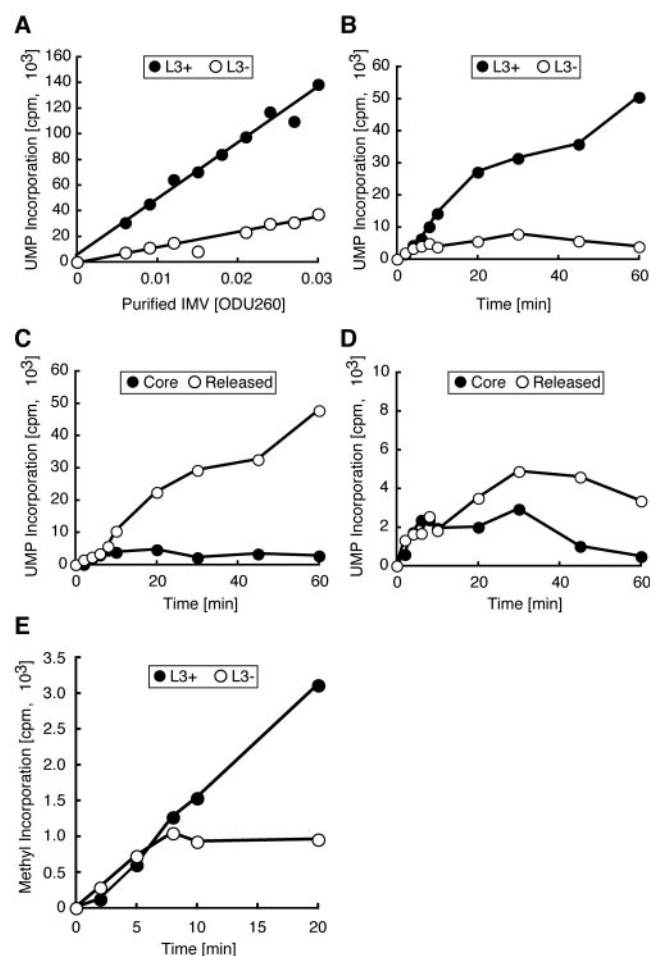 A
B
160
140
120
100
80
60
40
20
0
UMP Incorporation [cpm, 10³]
L3+ L3-
0 0.01 0.02 0.03
Purified IMV [ODU260]
60
50
40
30
20
10
0
UMP Incorporation [cpm, 10³]
L3+ L3-
0 20 40 60
Time [min]
C
D
60
50
40
30
20
10
0
UMP Incorporation [cpm, 10³]
Core Released
0 20 40 60
Time [min]
10
8
6
4
2
0
UMP Incorporation [cpm, 10³]
Core Released
0 20 40 60
Time [min]
E
3.5
3.0
2.5
2.0
1.5
1.0
0.5
0
Methyl Incorporation [cpm, 10³]
L3+ L3-
0 5 10 15 20
Time [min]